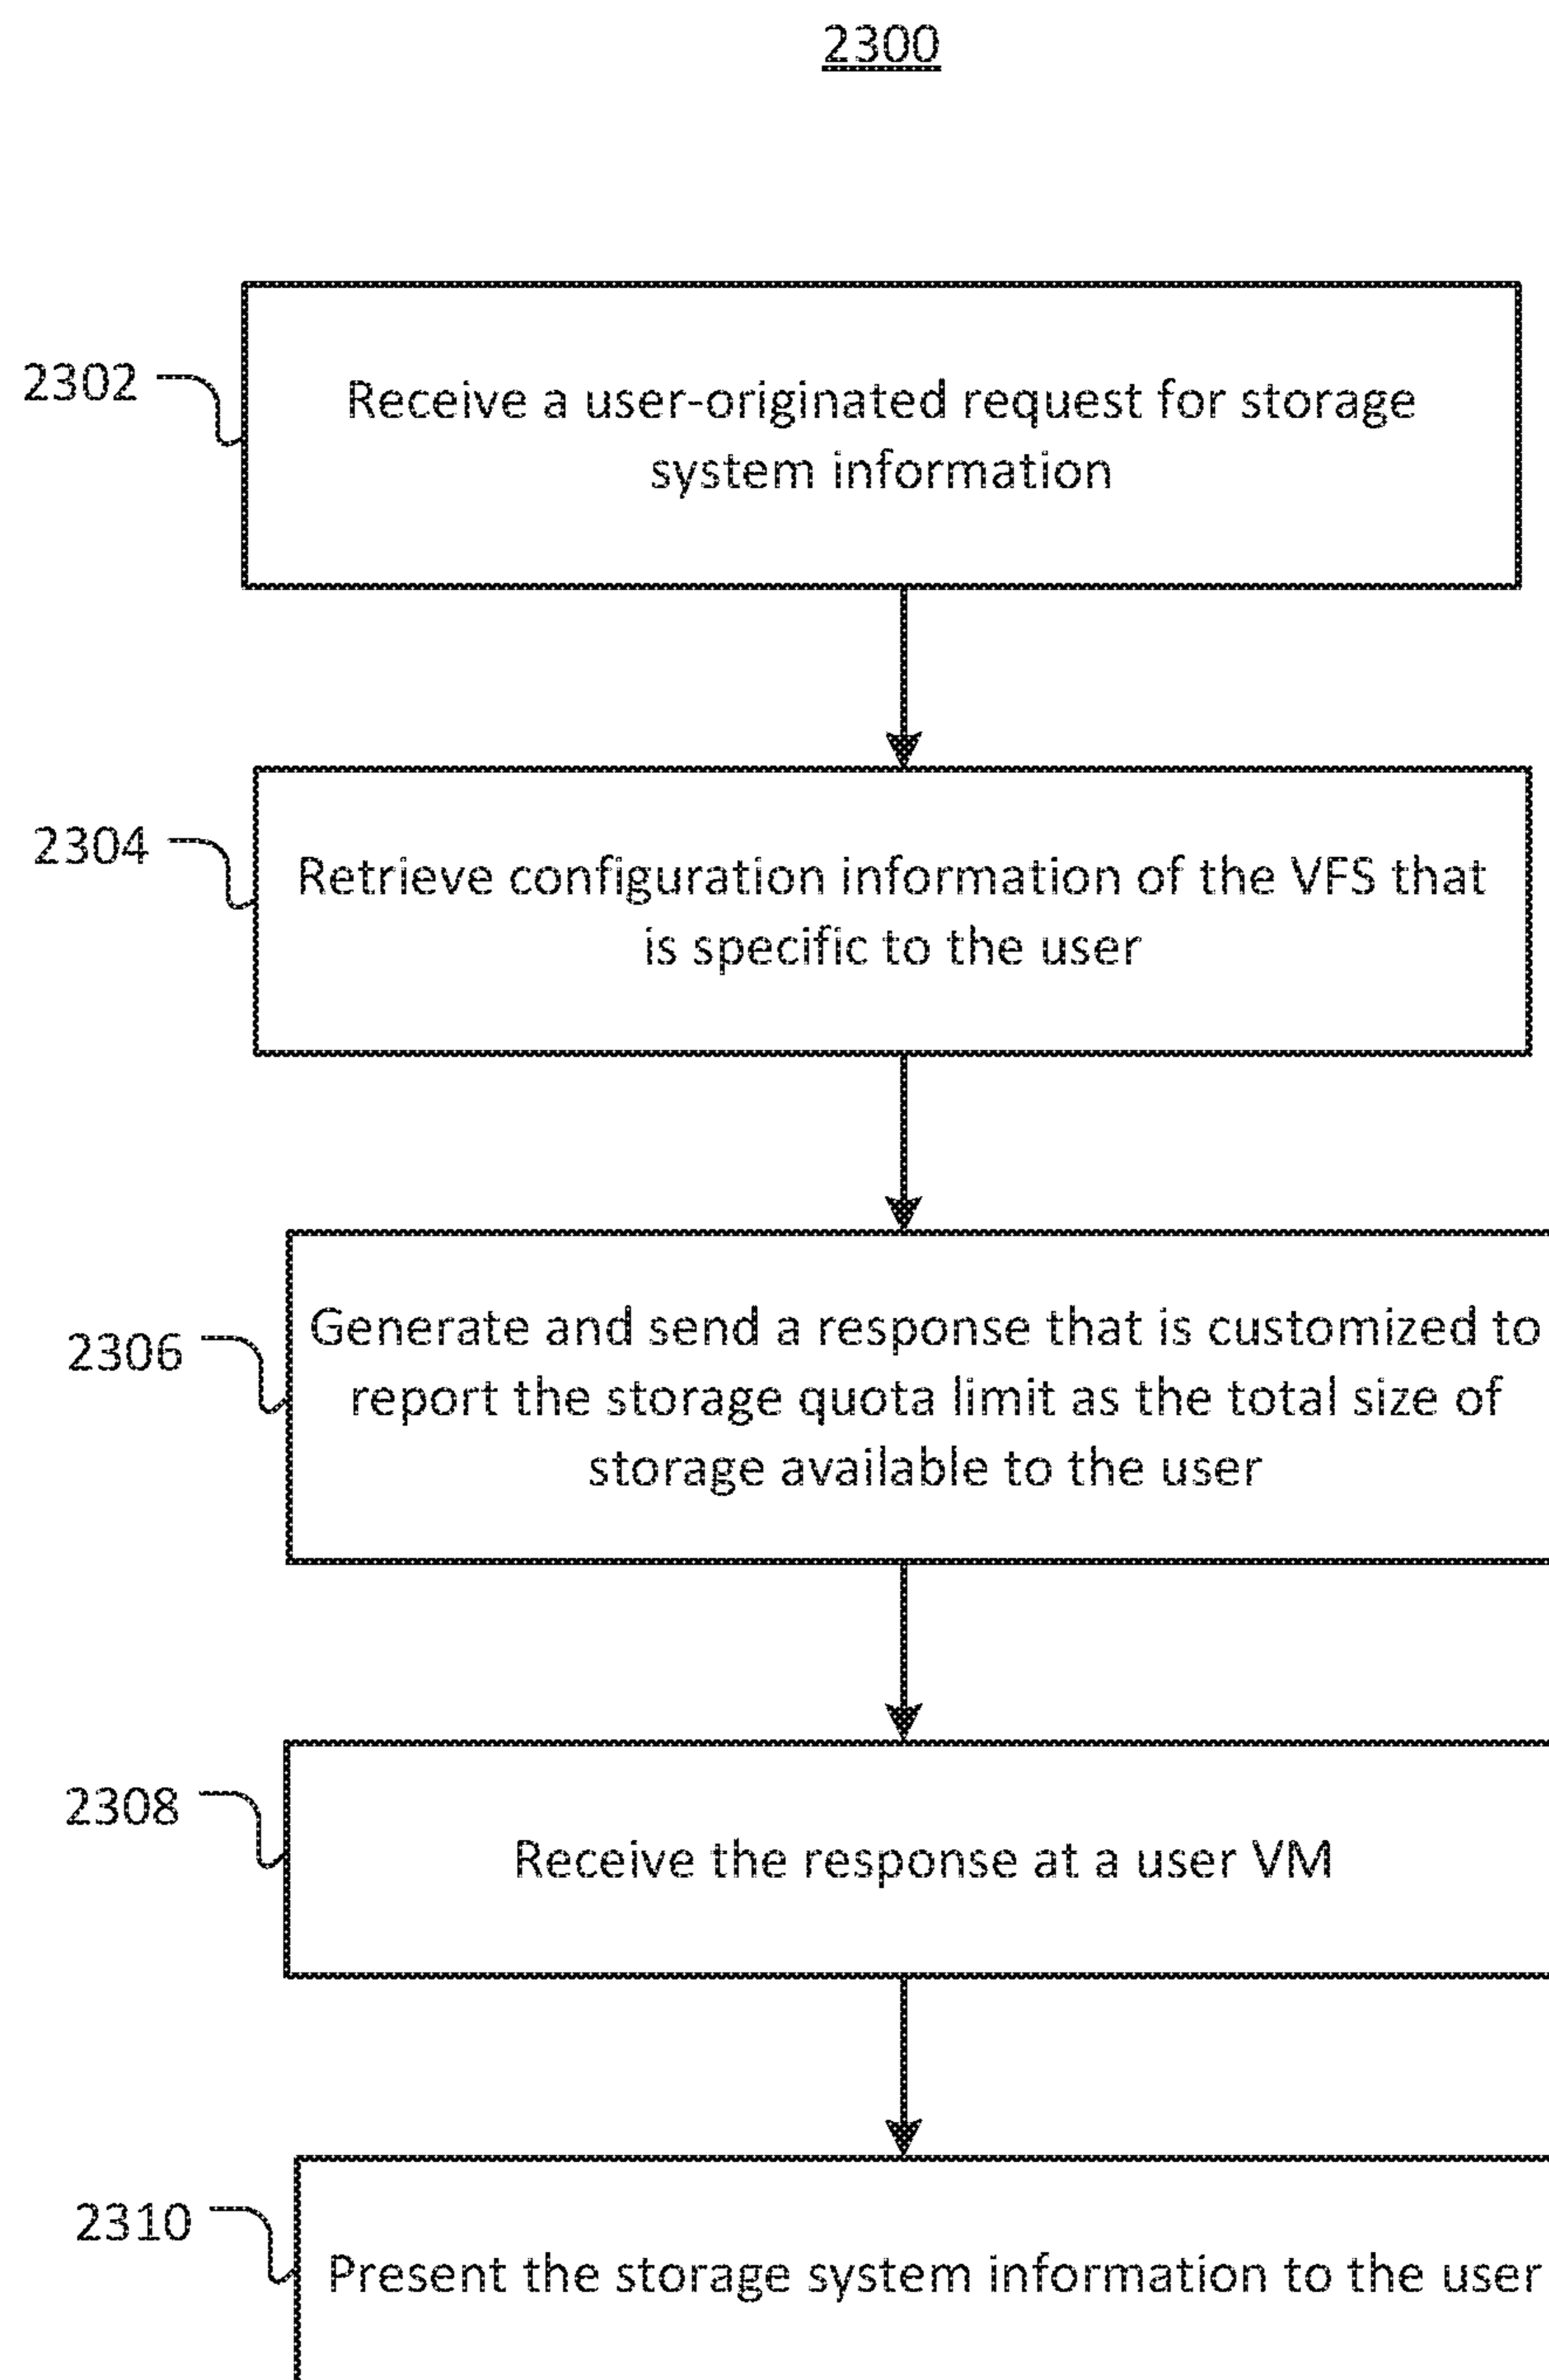 2300
2302
Receive a user-originated request for storage
system information
2304
Retrieve configuration information of the VFS that
is specific to the user
2306
Generate and send a response that is customized to
report the storage quota limit as the total size of
storage available to the user
2308
Receive the response at a user VM
2310
Present the storage system information to the user